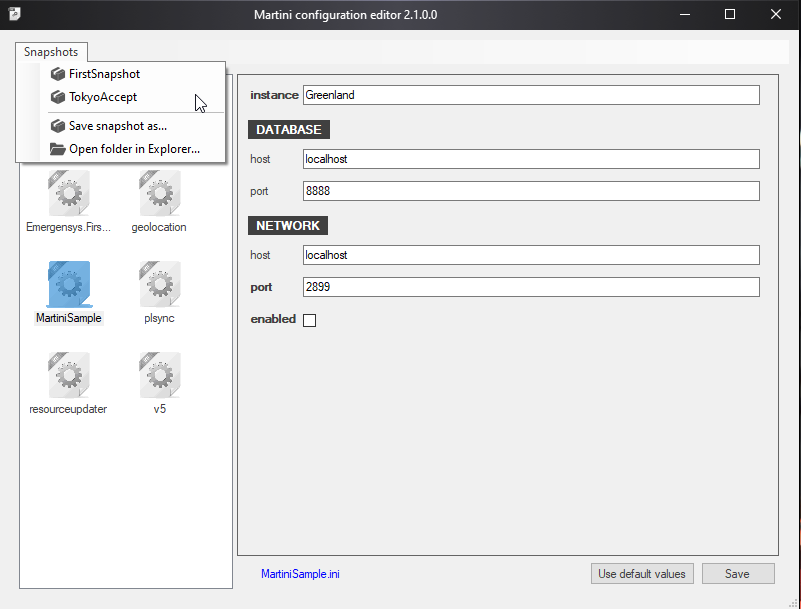 Martini configuration editor 2.1.0.0
Snapshots
FirstSnapshot
TokyoAccept
Save snapshot as...
Open folder in Explorer...
Emergensys.Firs...
geolocation
MartiniSample
plsync
resourceupdater
v5
instance Greenland
DATABASE
host localhost
port 8888
NETWORK
host localhost
port 2899
enabled
MartiniSample.ini
Use default values
Save